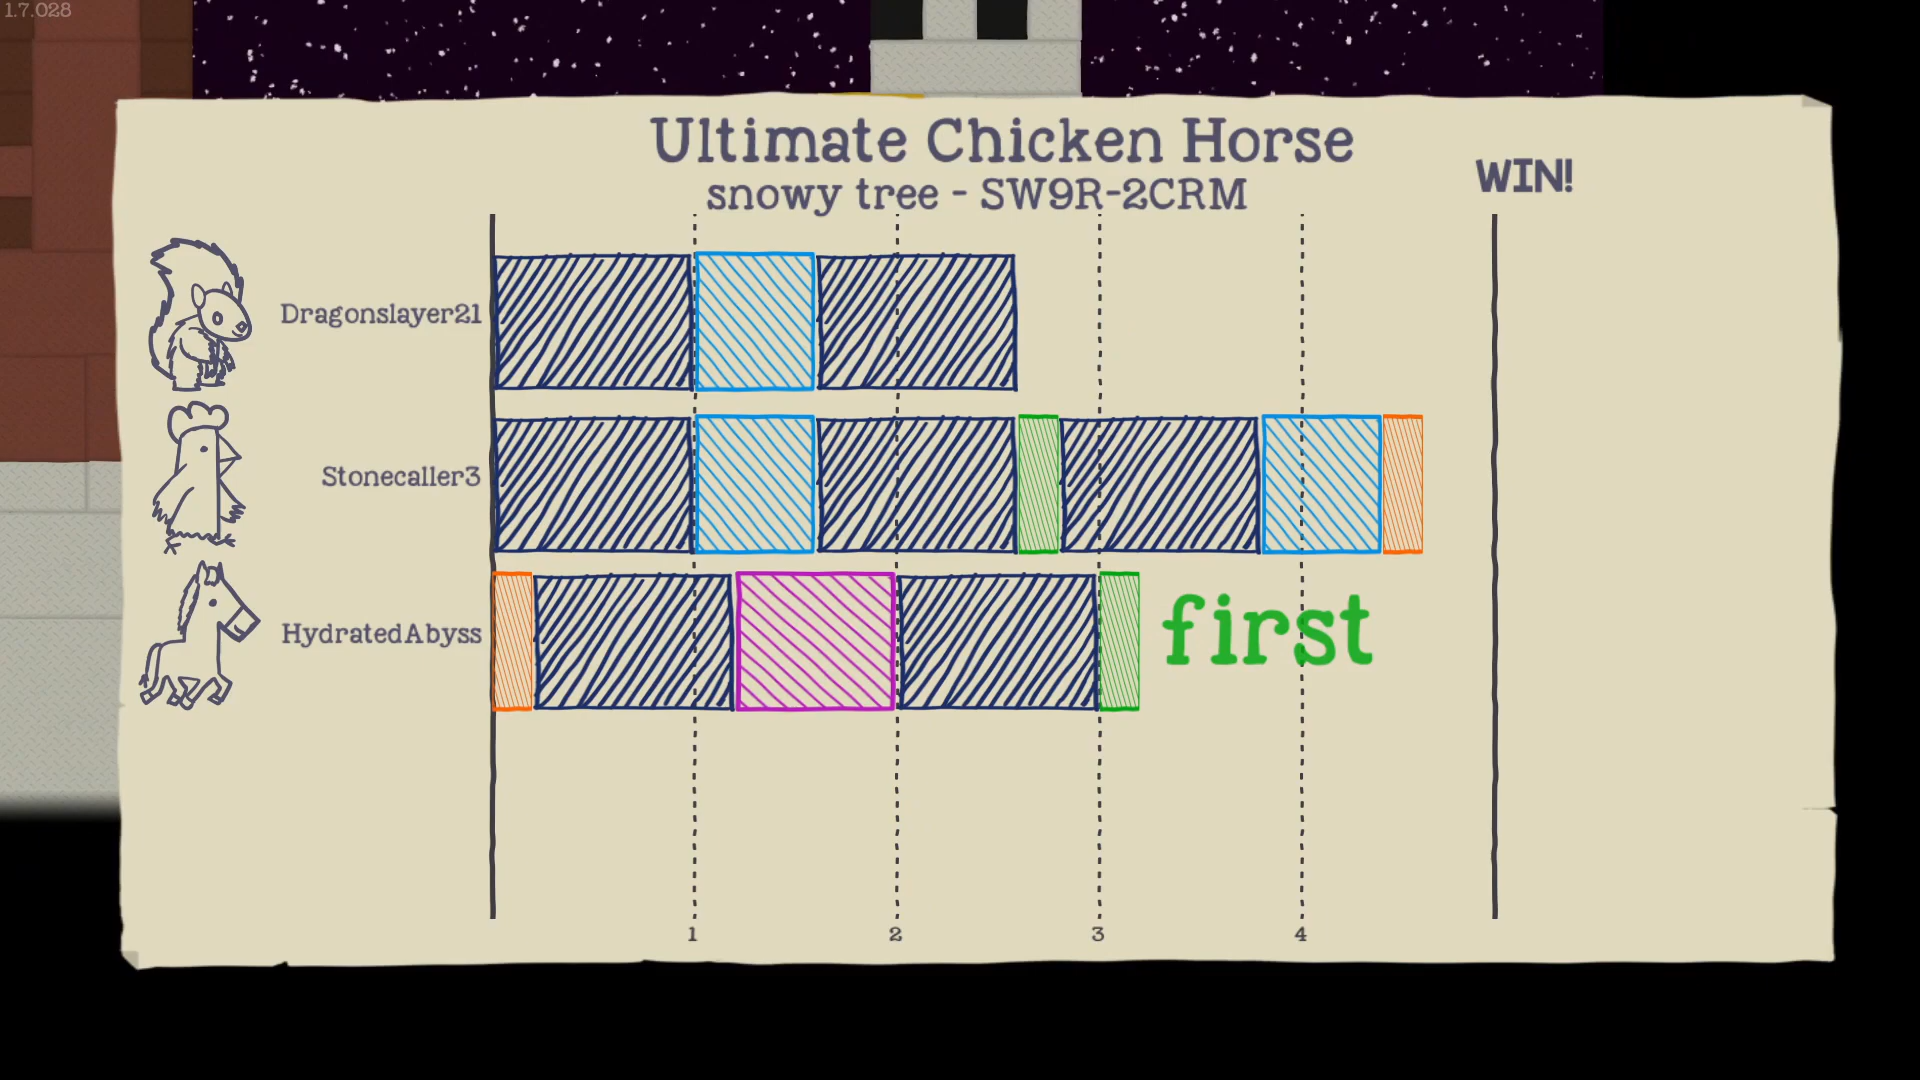 1.7.028
Ultimate Chicken Horse
snowy tree - SW9R-2CRM
WIN!
Dragonslayer21
Stonecaller3
HydratedAbyss
first
1 2 3 4